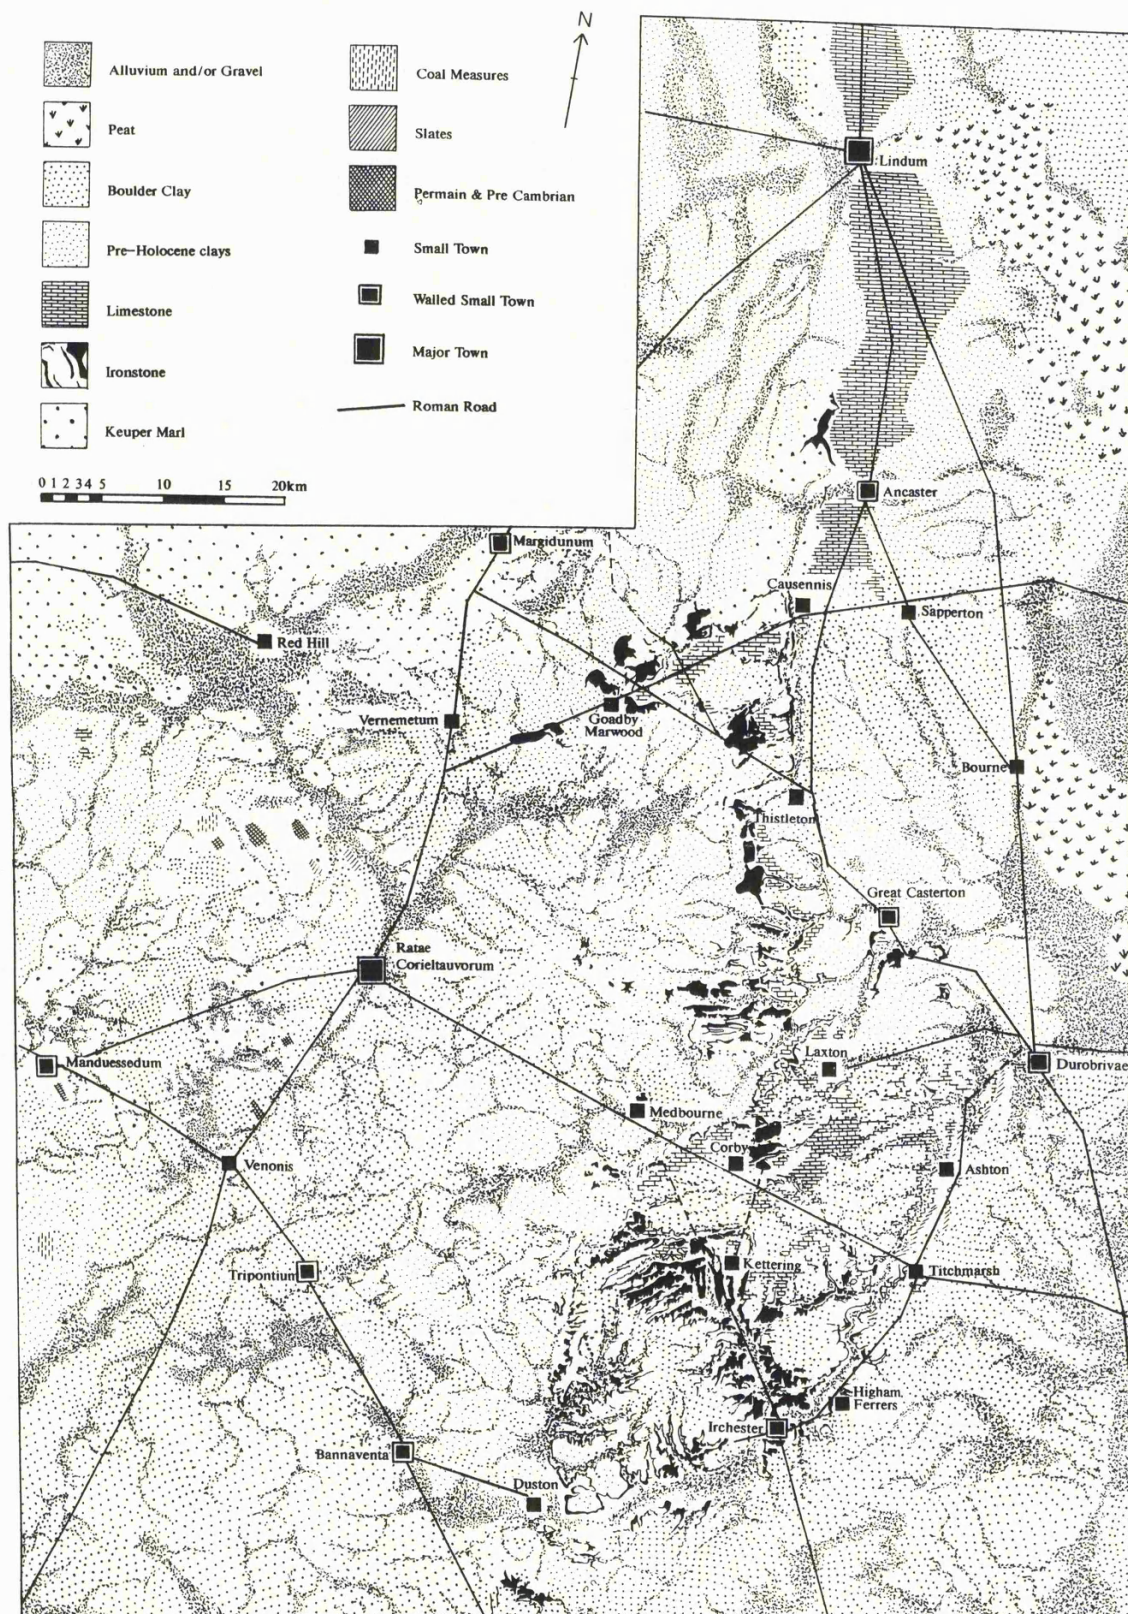 N
Alluvium and/or Gravel
Peat
Boulder Clay
Pre-Holocene clays
Limestone
Ironstone
Keuper Marl
Coal Measures
Slates
Permain & Pre Cambrian
Small Town
Walled Small Town
Major Town
Roman Road
0 1 2 3 4 5 10 15 20km
Lindum
Ancaster
Margidunum
Causennis
Sapperton
Red Hill
Vernemetum
Goadby
Marwood
Bourne
Thistleton
Great Casterton
Ratae
Corieltauvorum
Manduessedum
Laxton
Durobrivae
Medbourne
Corby
Ashton
Venonis
Tripontium
Kettering
Titchmarsh
Higham
Ferrers
Irchester
Bannaventa
Duston